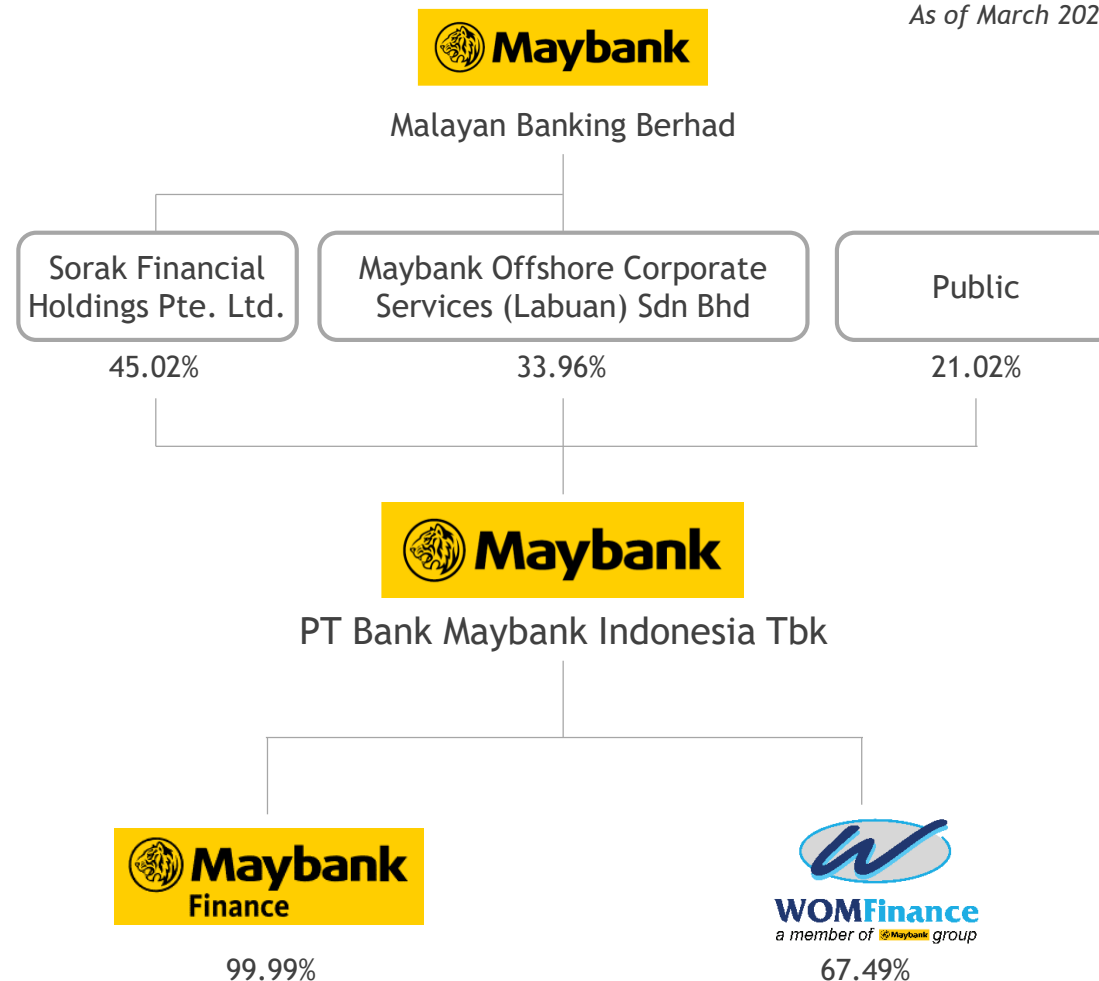 As of March 202
Maybank
Malayan Banking Berhad
Sorak Financial
Holdings Pte. Ltd.
Maybank Offshore Corporate
Services (Labuan) Sdn Bhd
Public
45.02%
33.96%
21.02%
Maybank
PT Bank Maybank Indonesia Tbk
Maybank
Finance
WOMFinance
a member of Maybank group
99.99%
67.49%